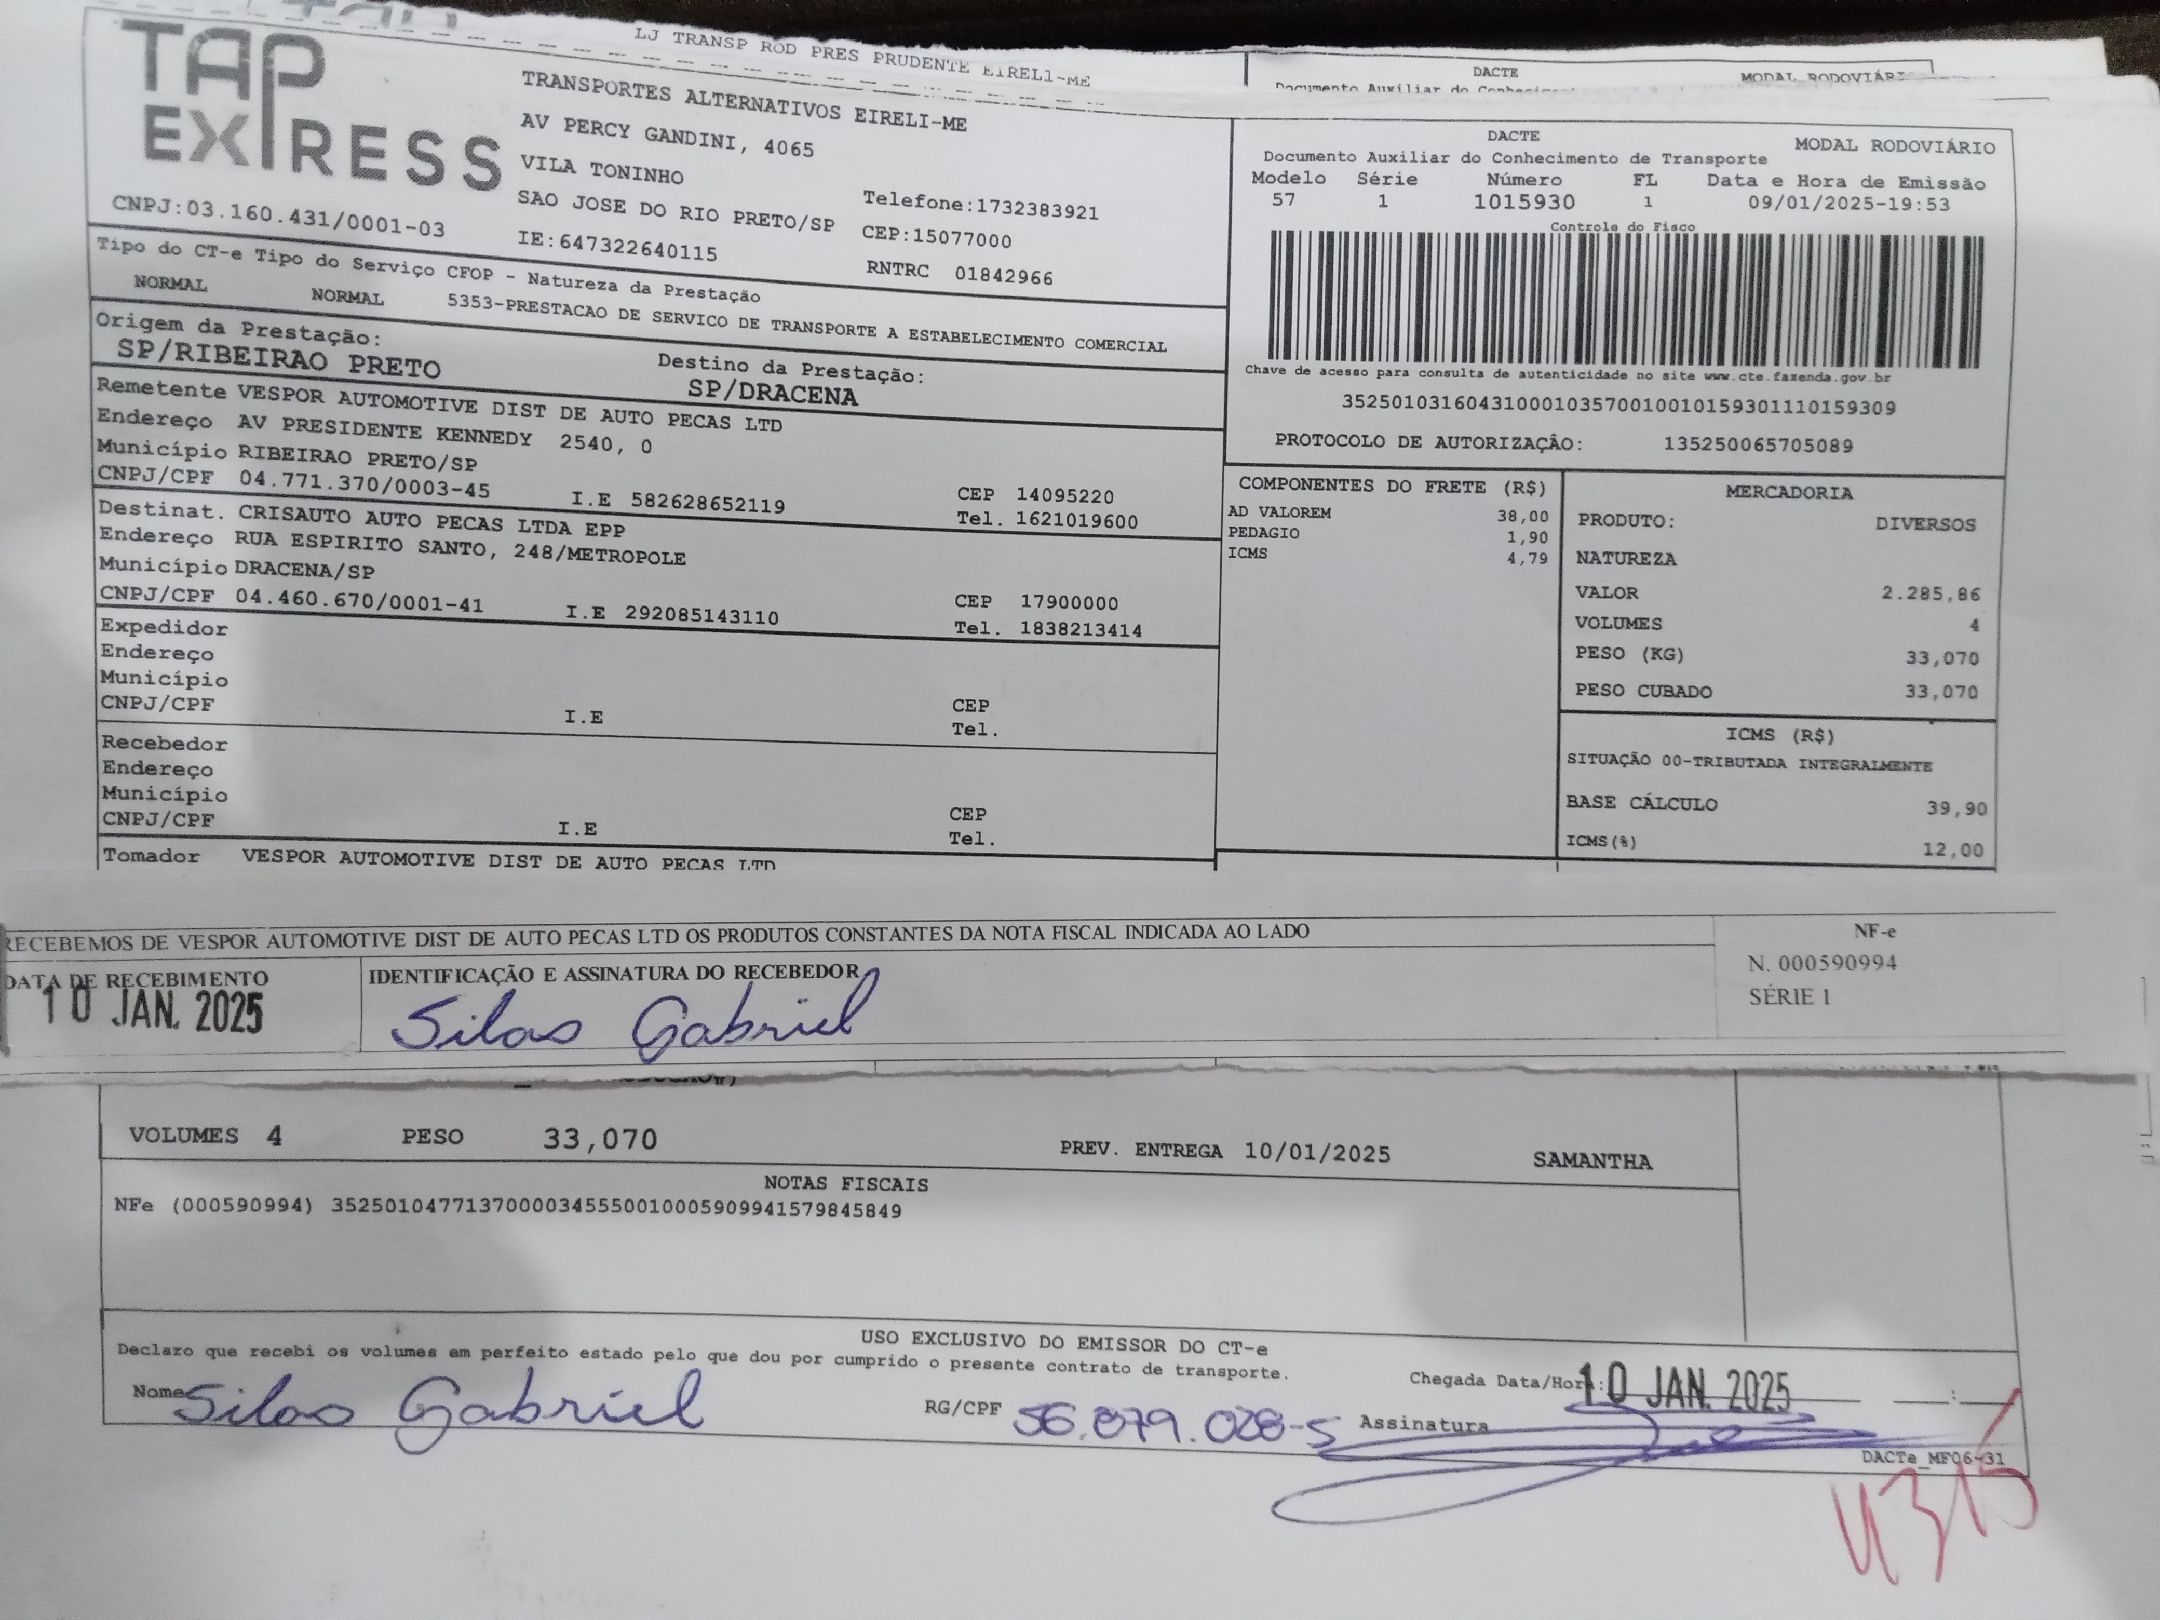 LJ TRANSP ROD PRES PRUDENTE EIRELI-ME
DACTE MODAL RODOVIÁRI
Documento Auxiliar do
TAP EXPRESS
TRANSPORTES ALTERNATIVOS EIRELI-ME
AV PERCY GANDINI, 4065
VILA TONINHO
SAO JOSE DO RIO PRETO/SP
Telefone:1732383921
CNPJ:03.160.431/0001-03
IE:647322640115
CEP:15077000
RNTRC 01842966
DACTE
MODAL RODOVIÁRIO
Documento Auxiliar do Conhecimento de Transporte
Modelo Série Número FL Data e Hora de Emissão
57 1 1015930 1 09/01/2025-19:53
Controle do Fisco
Chave de acesso para consulta de autenticidade no site www.cte.fazenda.gov.br
35250103160431000103570010010159301110159309
PROTOCOLO DE AUTORIZAÇÃO: 135250065705089
Tipo do CT-e Tipo do Serviço CFOP - Natureza da Prestação
NORMAL NORMAL 5353-PRESTACAO DE SERVICO DE TRANSPORTE A ESTABELECIMENTO COMERCIAL
Origem da Prestação:
SP/RIBEIRAO PRETO
Destino da Prestação:
SP/DRACENA
Remetente VESPOR AUTOMOTIVE DIST DE AUTO PECAS LTD
Endereço AV PRESIDENTE KENNEDY 2540, 0
Município RIBEIRAO PRETO/SP
CEP 14095220
CNPJ/CPF 04.771.370/0003-45 I.E 582628652119 Tel. 1621019600
Destinat. CRISAUTO AUTO PECAS LTDA EPP
Endereço RUA ESPIRITO SANTO, 248/METROPOLE
Município DRACENA/SP
CEP 17900000
CNPJ/CPF 04.460.670/0001-41 I.E 292085143110 Tel. 1838213414
Expedidor
Endereço
Município
CEP
CNPJ/CPF I.E Tel.
Recebedor
Endereço
Município
CEP
CNPJ/CPF I.E Tel.
Tomador VESPOR AUTOMOTIVE DIST DE AUTO PECAS LTD
COMPONENTES DO FRETE (R$)
AD VALOREM 38,00
PEDAGIO 1,90
ICMS 4,79
MERCADORIA
PRODUTO: DIVERSOS
NATUREZA
VALOR 2.285,86
VOLUMES 4
PESO (KG) 33,070
PESO CUBADO 33,070
ICMS (R$)
SITUAÇÃO 00-TRIBUTADA INTEGRALMENTE
BASE CÁLCULO 39,90
ICMS(%) 12,00
RECEBEMOS DE VESPOR AUTOMOTIVE DIST DE AUTO PECAS LTD OS PRODUTOS CONSTANTES DA NOTA FISCAL INDICADA AO LADO
NF-e
N. 000590994
SÉRIE 1
DATA DE RECEBIMENTO
10 JAN. 2025
IDENTIFICAÇÃO E ASSINATURA DO RECEBEDOR
Silas Gabriel
VOLUMES 4 PESO 33,070 PREV. ENTREGA 10/01/2025 SAMANTHA
NOTAS FISCAIS
NFe (000590994) 35250104771370000345550010005909941579845849
USO EXCLUSIVO DO EMISSOR DO CT-e
Declaro que recebi os volumes em perfeito estado pelo que dou por cumprido o presente contrato de transporte.
Chegada Data/Hora: 10 JAN. 2025 :
Nome Silas Gabriel RG/CPF 56.879.028-5 Assinatura
DACTe_MF06-31